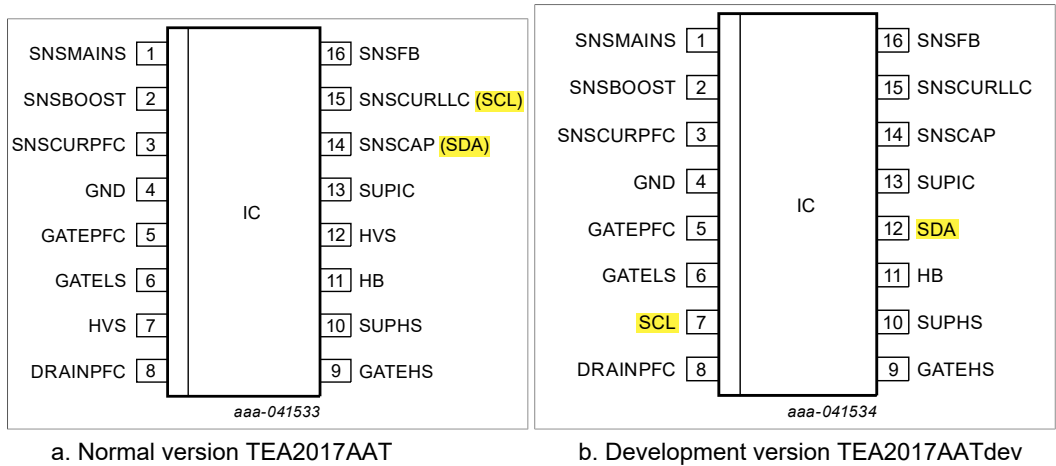 SNSMAINS 1
16 SNSFB
SNSBOOST 2
15 SNSCURLLC (SCL)
SNSCURPFC 3
14 SNSCAP (SDA)
GND 4
13 SUPIC
IC
GATEPFC 5
12 HVS
GATELS 6
11 HB
HVS 7
10 SUPHS
DRAINPFC 8
9 GATEHS
aaa-041533
a. Normal version TEA2017AAT
SNSMAINS 1
16 SNSFB
SNSBOOST 2
15 SNSCURLLC
SNSCURPFC 3
14 SNSCAP
GND 4
13 SUPIC
IC
GATEPFC 5
12 SDA
GATELS 6
11 HB
SCL 7
10 SUPHS
DRAINPFC 8
9 GATEHS
aaa-041534
b. Development version TEA2017AATdev